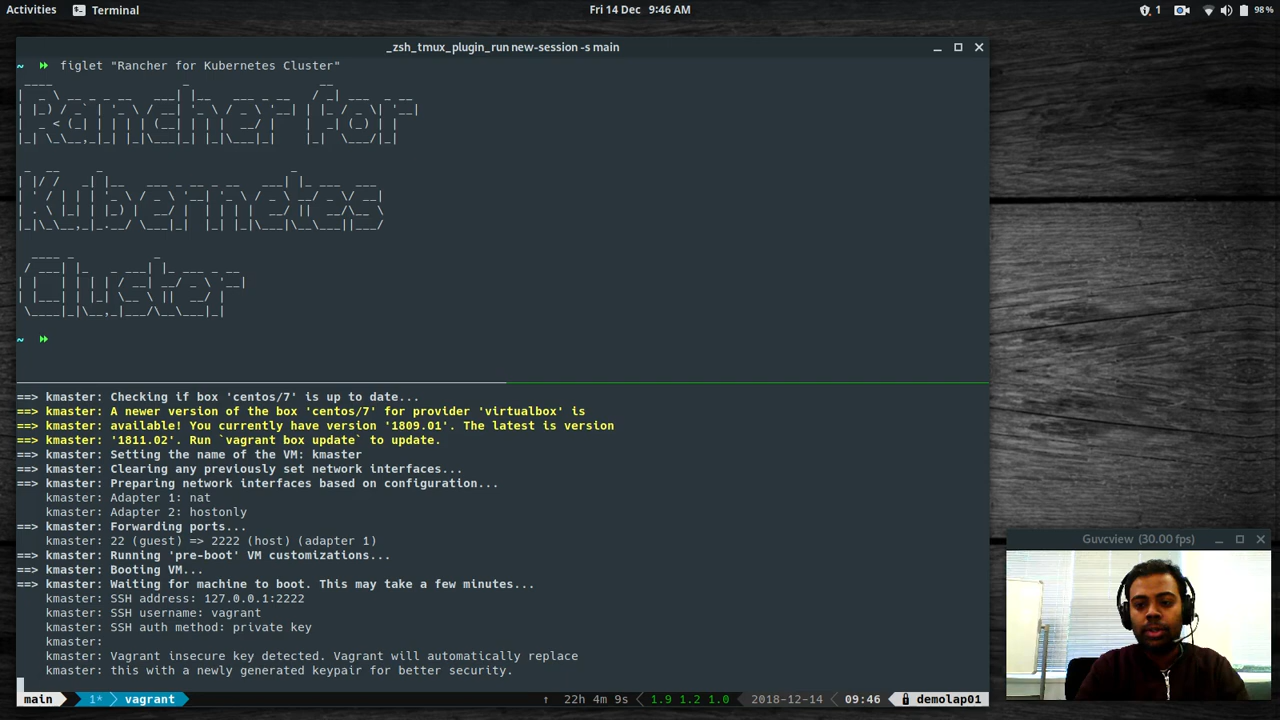 Activities
Terminal
Fri 14 Dec 9:46 AM
1
98%
_zsh_tmux_plugin_run new-session -s main
~ figlet "Rancher for Kubernetes Cluster"
Rancher for
Kubernetes
Cluster
~
==> kmaster: Checking if box 'centos/7' is up to date...
==> kmaster: A newer version of the box 'centos/7' for provider 'virtualbox' is
==> kmaster: available! You currently have version '1809.01'. The latest is version
==> kmaster: '1811.02'. Run `vagrant box update` to update.
==> kmaster: Setting the name of the VM: kmaster
==> kmaster: Clearing any previously set network interfaces...
==> kmaster: Preparing network interfaces based on configuration...
kmaster: Adapter 1: nat
kmaster: Adapter 2: hostonly
==> kmaster: Forwarding ports...
kmaster: 22 (guest) => 2222 (host) (adapter 1)
==> kmaster: Running 'pre-boot' VM customizations...
==> kmaster: Booting VM...
==> kmaster: Waiting for machine to boot. This may take a few minutes...
kmaster: SSH address: 127.0.0.1:2222
kmaster: SSH username: vagrant
kmaster: SSH auth method: private key
kmaster:
kmaster: Vagrant insecure key detected. Vagrant will automatically replace
kmaster: this with a newly generated keypair for better security.
main 1* vagrant ↑ 22h 4m 9s 1.9 1.2 1.0 2018-12-14 09:46 demolap01
Guvcview (30.00 fps)